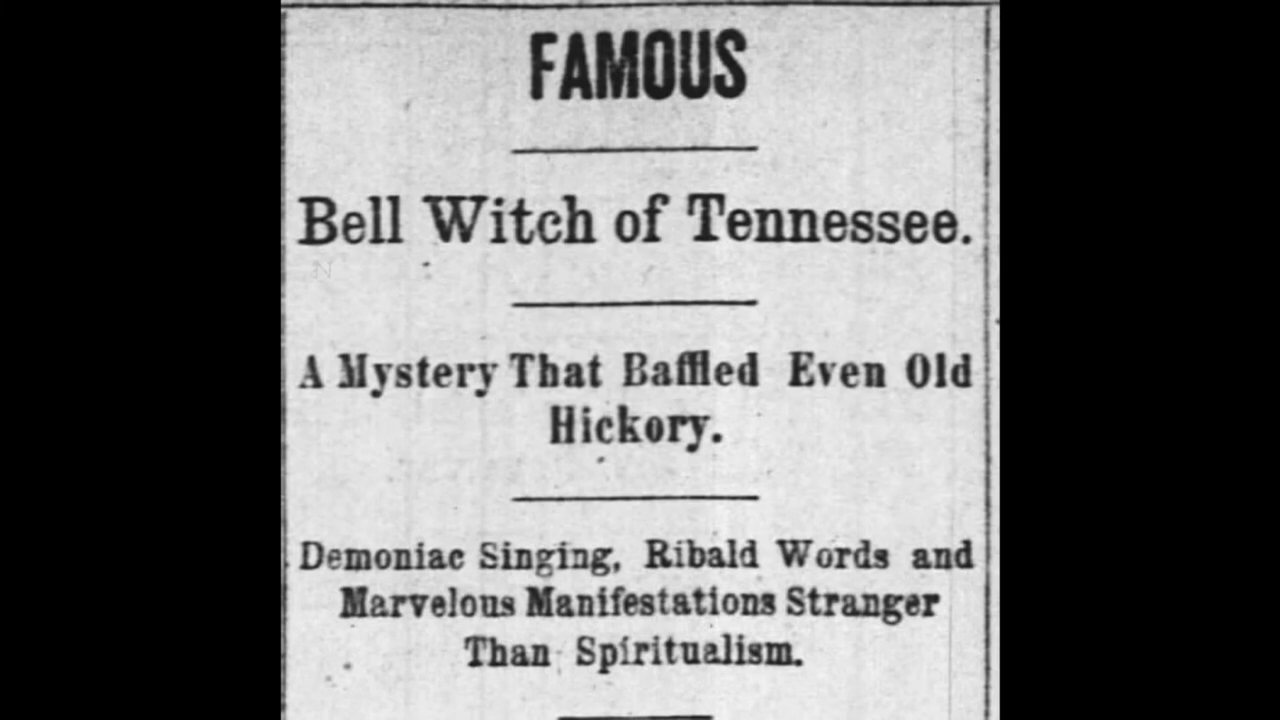 FAMOUS
Bell Witch of Tennessee.
A Mystery That Baffled Even Old
Hickory.
Demoniac Singing, Ribald Words and
Marvelous Manifestations Stranger
Than Spiritualism.